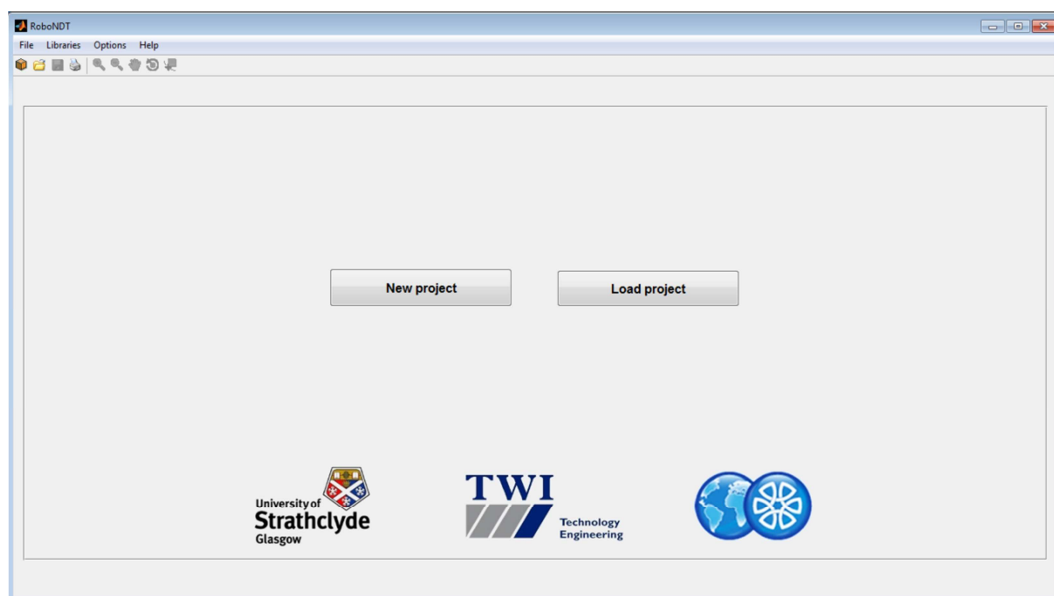 RoboNDT
File Libraries Options Help
New project
Load project
University of
Strathclyde
Glasgow
TWI
Technology
Engineering